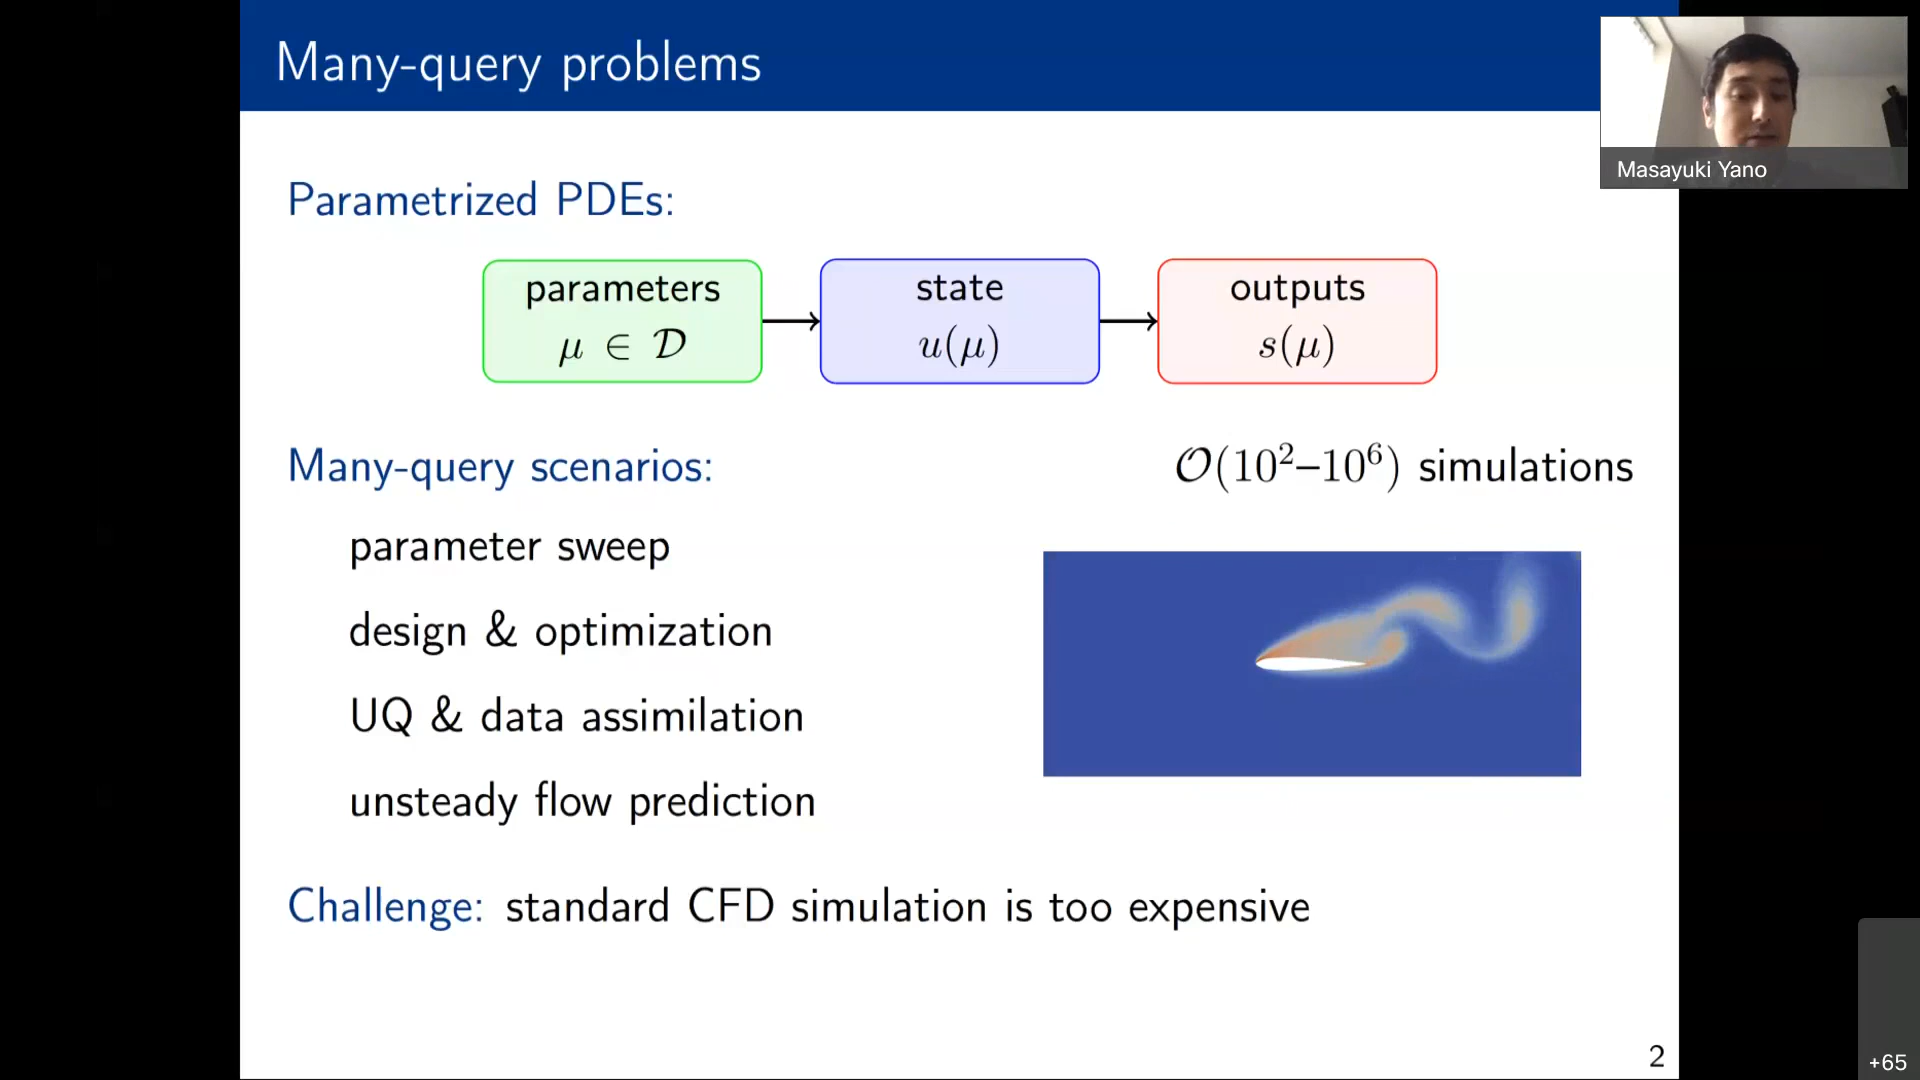 Many-query problems
Masayuki Yano
Parametrized PDEs:
parameters
μ ∈ 𝒟
state
u(μ)
outputs
s(μ)
Many-query scenarios:
𝒪(10²–10⁶) simulations
parameter sweep
design & optimization
UQ & data assimilation
unsteady flow prediction
Challenge: standard CFD simulation is too expensive
2
+65